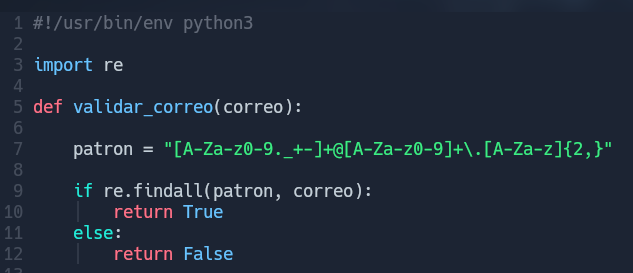 1 #!/usr/bin/env python3
2
3 import re
4
5 def validar_correo(correo):
6
7     patron = "[A-Za-z0-9._+-]+@[A-Za-z0-9]+\.[A-Za-z]{2,}"
8
9     if re.findall(patron, correo):
10         return True
11     else:
12         return False
13